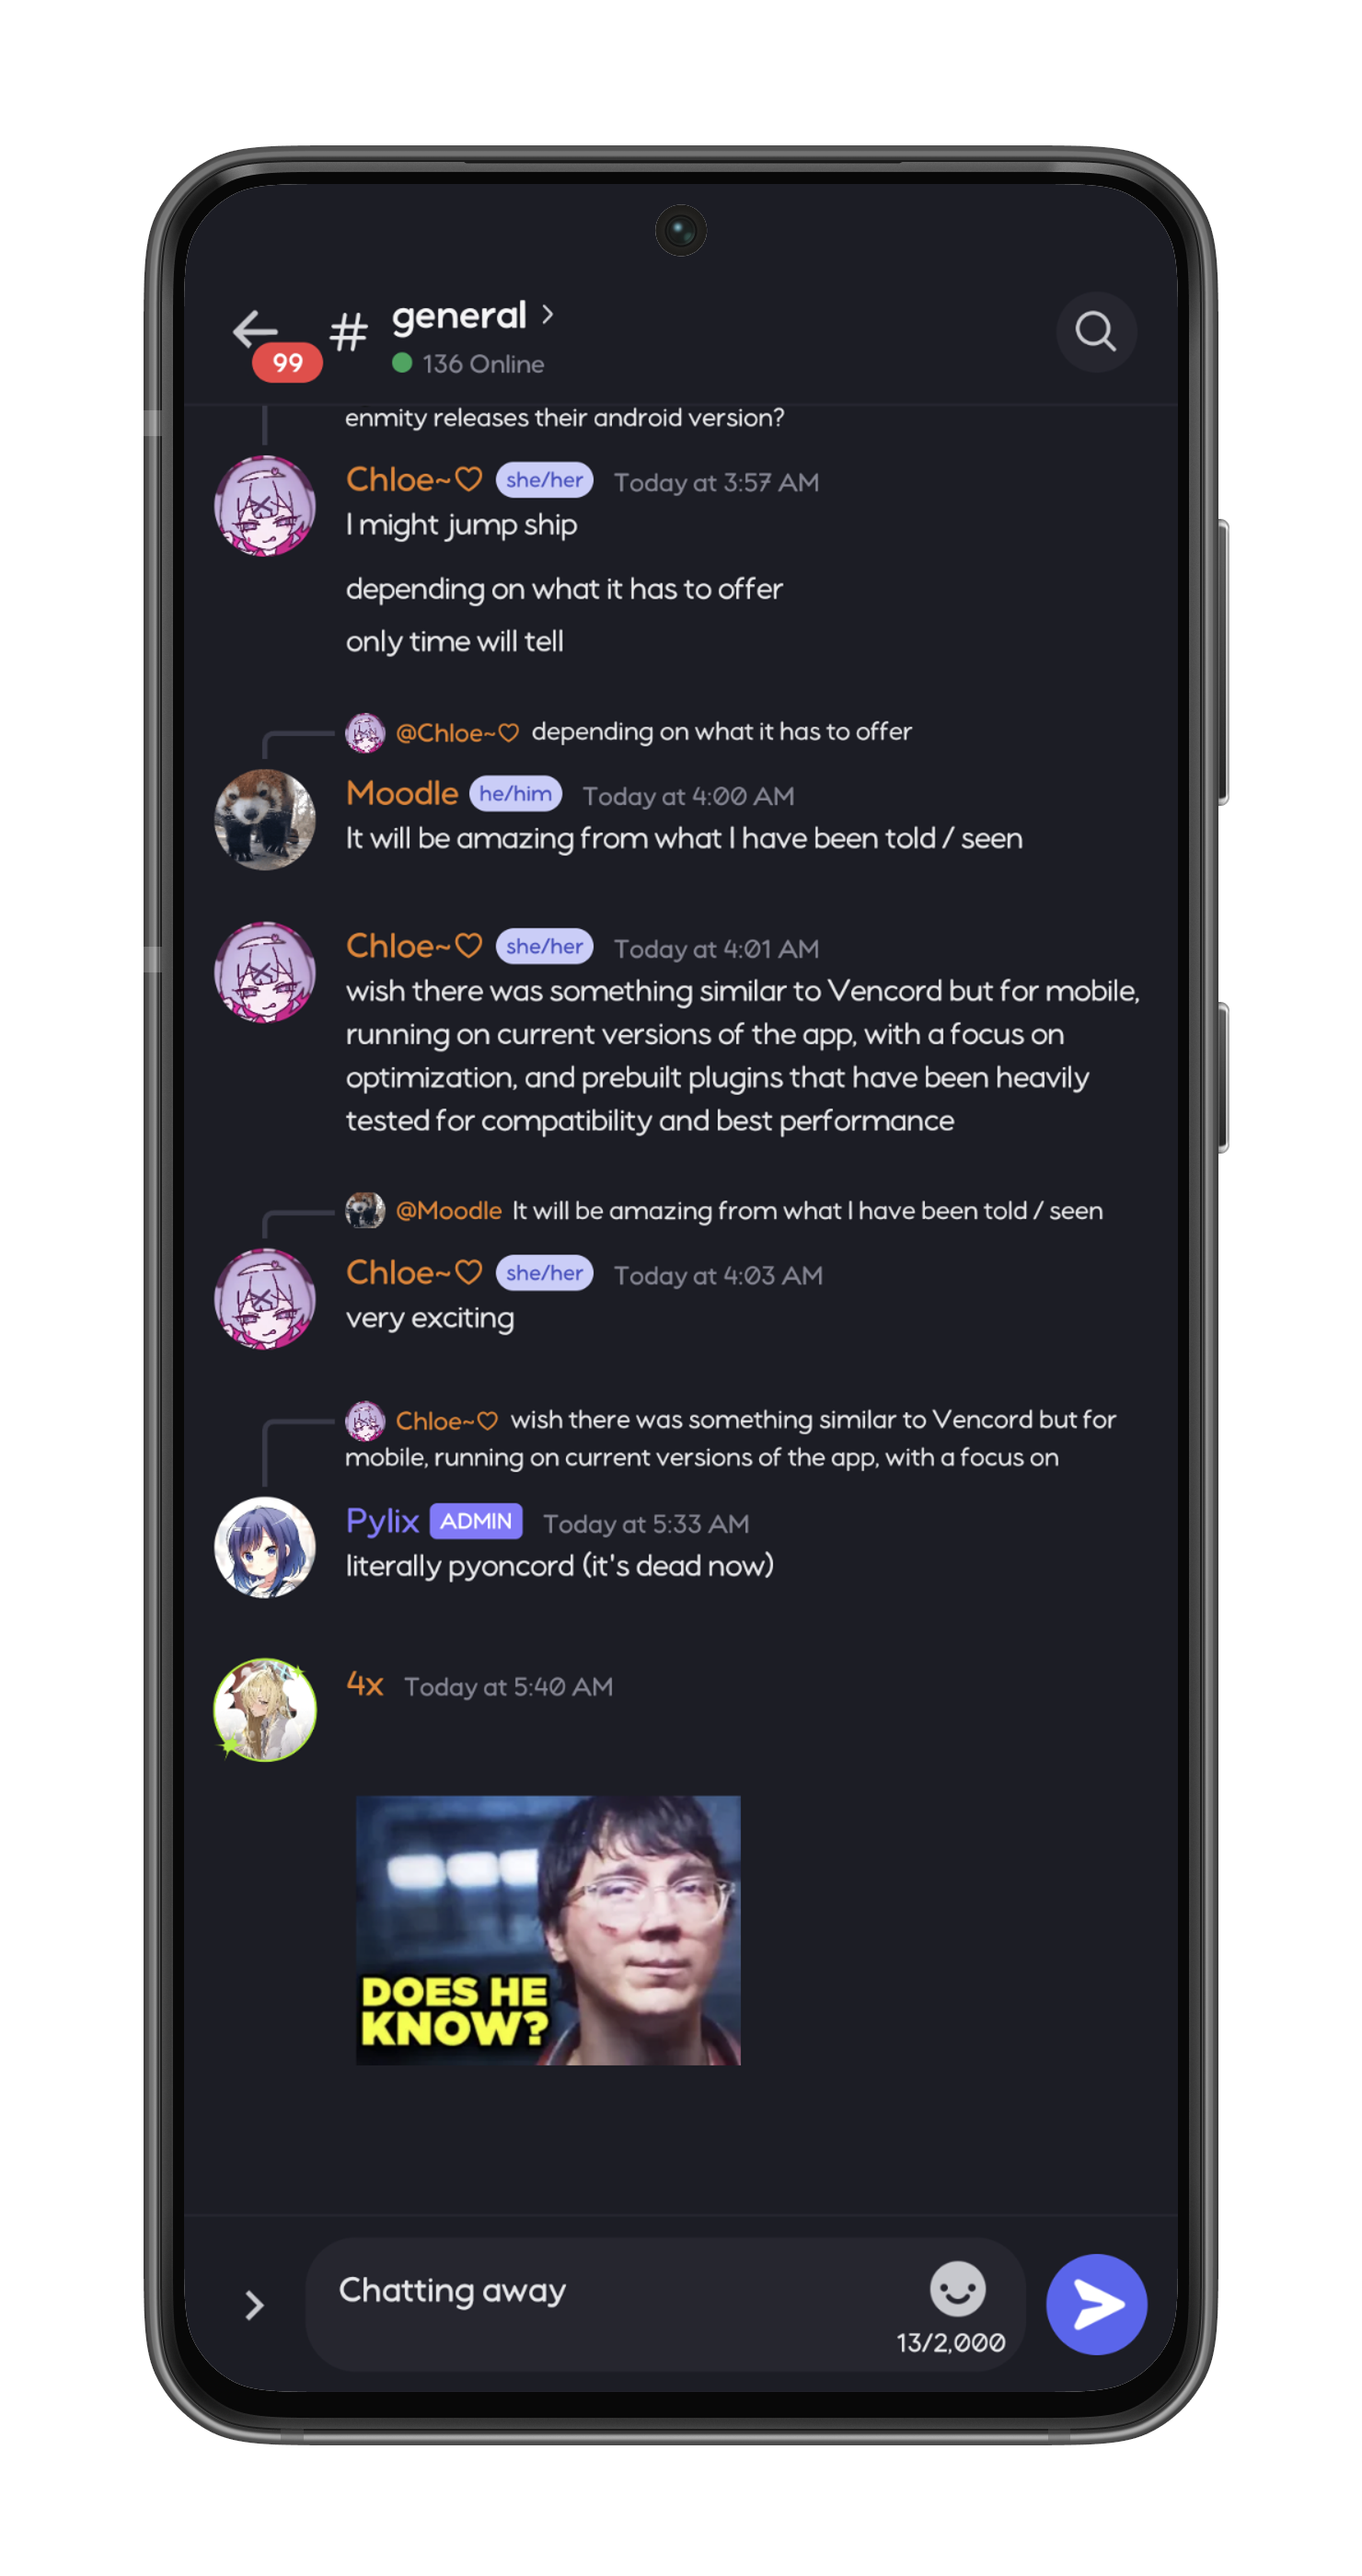 general >
99
#
136 Online
enmity releases their android version?
Chloe~♡ she/her Today at 3:57 AM
I might jump ship
depending on what it has to offer
only time will tell
@Chloe~♡ depending on what it has to offer
Moodle he/him Today at 4:00 AM
It will be amazing from what I have been told / seen
Chloe~♡ she/her Today at 4:01 AM
wish there was something similar to Vencord but for mobile,
running on current versions of the app, with a focus on
optimization, and prebuilt plugins that have been heavily
tested for compatibility and best performance
@Moodle It will be amazing from what I have been told / seen
Chloe~♡ she/her Today at 4:03 AM
very exciting
Chloe~♡ wish there was something similar to Vencord but for
mobile, running on current versions of the app, with a focus on
Pylix ADMIN Today at 5:33 AM
literally pyoncord (it's dead now)
4x Today at 5:40 AM
DOES HE
KNOW?
Chatting away
13/2,000